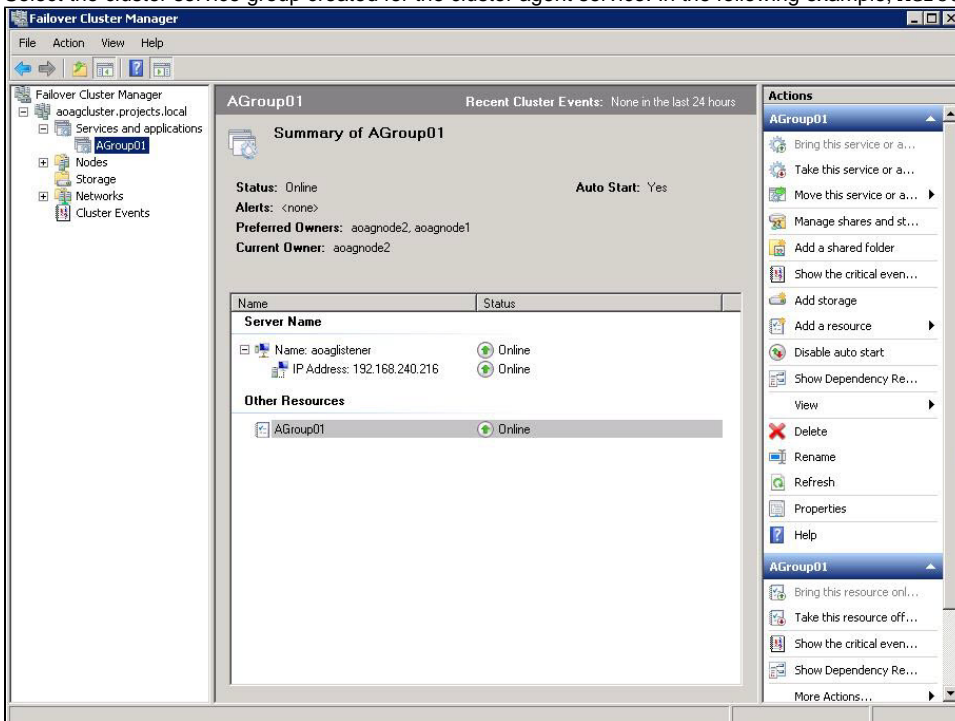 Select the cluster service group created for the cluster agent service. In the following example,
Failover Cluster Manager
File Action View Help
Failover Cluster Manager
aoagcluster.projects.local
Services and applications
AGroup01
Nodes
Storage
Networks
Cluster Events
AGroup01 Recent Cluster Events: None in the last 24 hours
Summary of AGroup01
Status: Online Auto Start: Yes
Alerts: <none>
Preferred Owners: aoagnode2, aoagnode1
Current Owner: aoagnode2
Name Status
Server Name
Name: aoaglistener Online
IP Address: 192.168.240.216 Online
Other Resources
AGroup01 Online
Actions
AGroup01
Bring this service or a...
Take this service or a...
Move this service or a...
Manage shares and st...
Add a shared folder
Show the critical even...
Add storage
Add a resource
Disable auto start
Show Dependency Re...
View
Delete
Rename
Refresh
Properties
Help
AGroup01
Bring this resource onl...
Take this resource off...
Show the critical even...
Show Dependency Re...
More Actions...